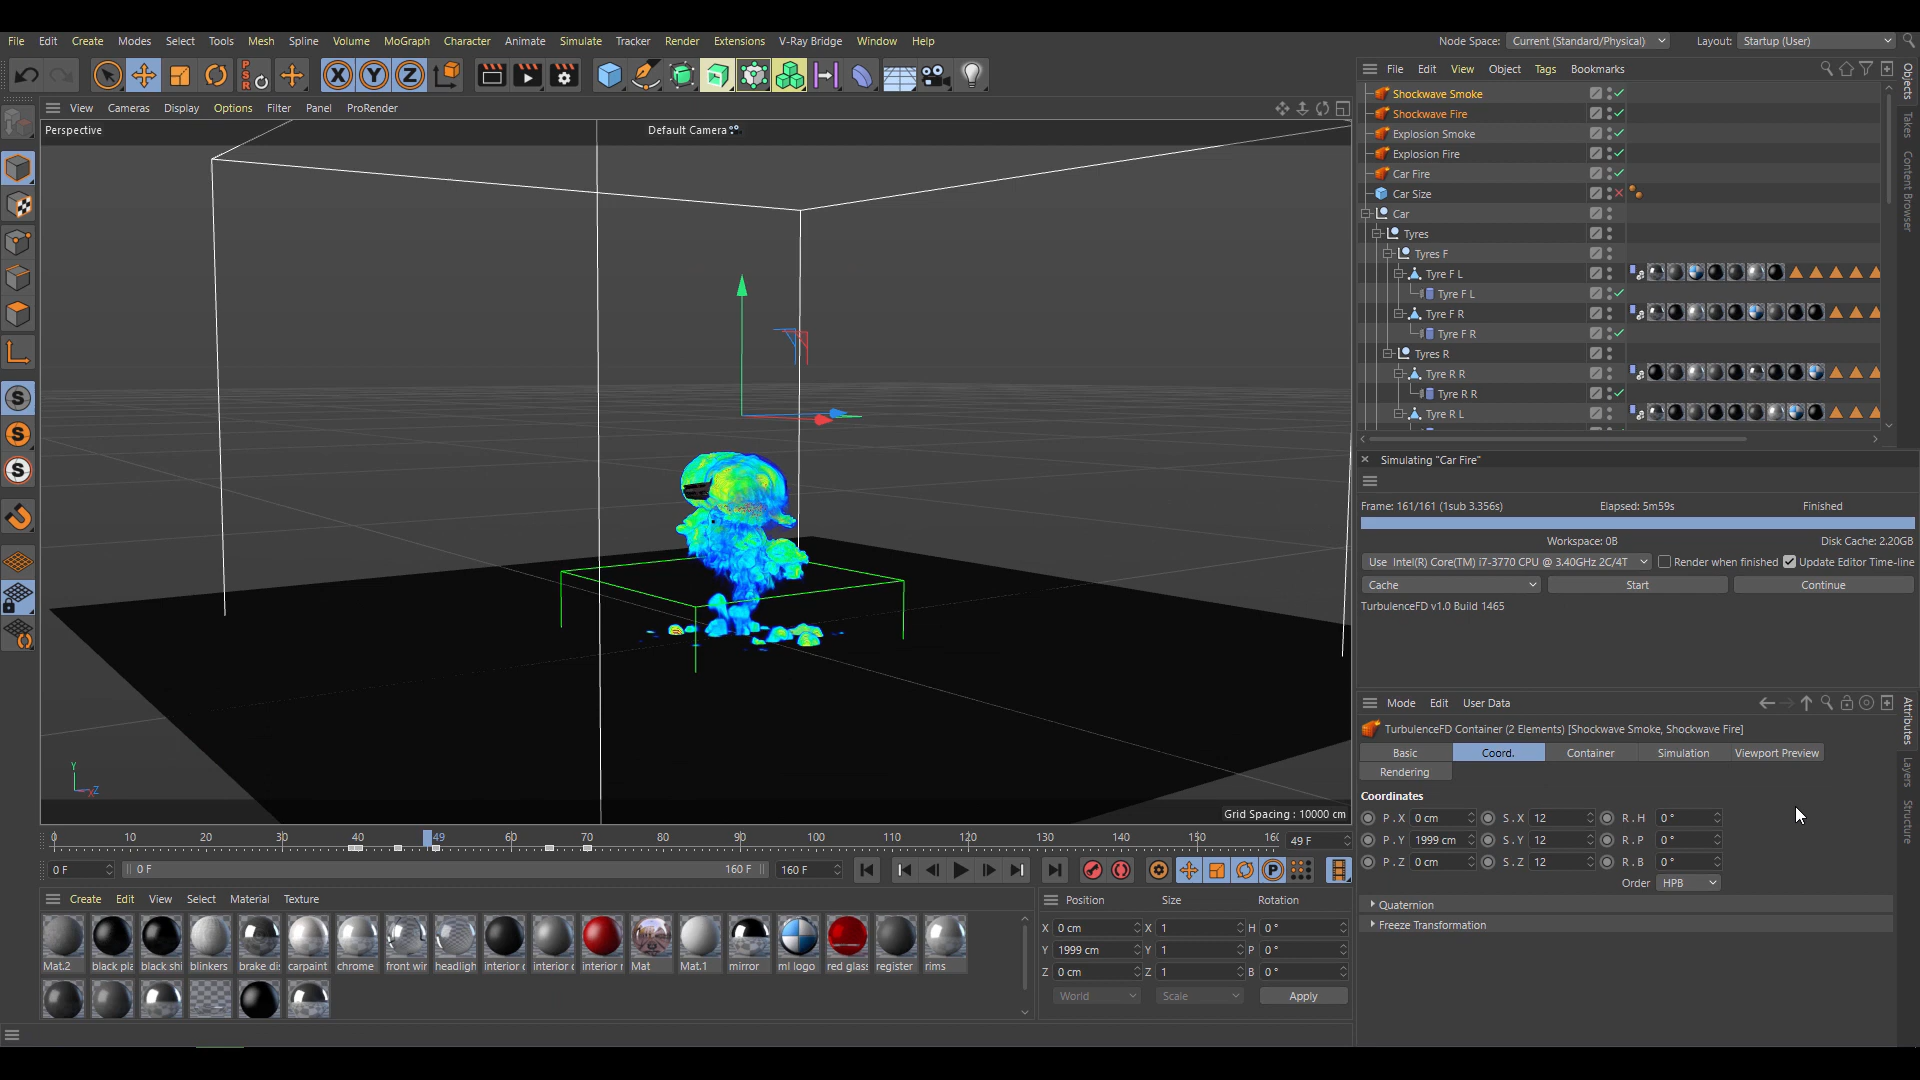 File Edit Create Modes Select Tools Mesh Spline Volume MoGraph Character Animate Simulate Tracker Render Extensions V-Ray Bridge Window Help
Node Space: Current (Standard/Physical) Layout: Startup (User)
View Cameras Display Options Filter Panel ProRender
Perspective
Default Camera
Grid Spacing : 10000 cm
Y
X Z
0 10 20 30 40 49 60 70 80 90 100 110 120 130 140 150 160
49 F
0 F
0 F
160 F
160 F
Create Edit View Select Material Texture
Mat.2 black pla black shi blinkers brake di carpaint chrome front wir headligh interior c interior c interior r Mat Mat.1 mirror ml logo red glass register rims
Position Size Rotation
X 0 cm X 1 H 0 °
Y 1999 cm Y 1 P 0 °
Z 0 cm Z 1 B 0 °
World Scale Apply
File Edit View Object Tags Bookmarks
Shockwave Smoke
Shockwave Fire
Explosion Smoke
Explosion Fire
Car Fire
Car Size
Car
Tyres
Tyres F
Tyre F L
Tyre F L
Tyre F R
Tyre F R
Tyres R
Tyre R R
Tyre R R
Tyre R L
Objects
Takes
Content Browser
Simulating "Car Fire"
Frame: 161/161 (1sub 3.356s) Elapsed: 5m59s Finished
Workspace: 0B Disk Cache: 2.20GB
Use Intel(R) Core(TM) i7-3770 CPU @ 3.40GHz 2C/4T Render when finished Update Editor Time-line
Cache Start Continue
TurbulenceFD v1.0 Build 1465
Mode Edit User Data
TurbulenceFD Container (2 Elements) [Shockwave Smoke, Shockwave Fire]
Basic Coord. Container Simulation Viewport Preview
Rendering
Coordinates
P . X 0 cm S . X 12 R . H 0 °
P . Y 1999 cm S . Y 12 R . P 0 °
P . Z 0 cm S . Z 12 R . B 0 °
Order HPB
Quaternion
Freeze Transformation
Attributes
Layers
Structure